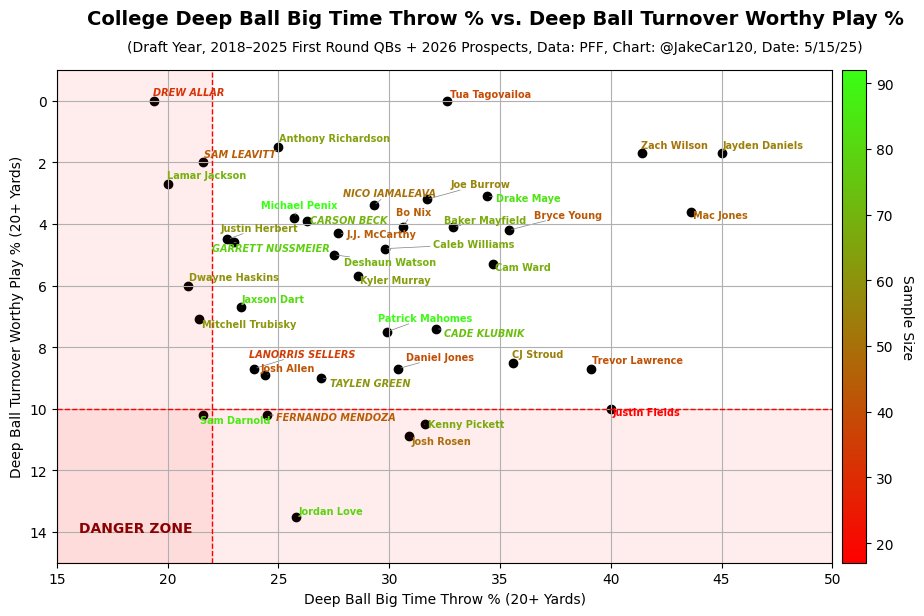 College Deep Ball Big Time Throw % vs. Deep Ball Turnover Worthy Play %
(Draft Year, 2018–2025 First Round QBs + 2026 Prospects, Data: PFF, Chart: @JakeCar120, Date: 5/15/25)
DREW ALLAR
Tua Tagovailoa
Anthony Richardson
Zach Wilson
Jayden Daniels
SAM LEAVITT
Lamar Jackson
Joe Burrow
NICO IAMALEAVA
Drake Maye
Michael Penix
Bo Nix
Bryce Young
Mac Jones
CARSON BECK
Baker Mayfield
Justin Herbert
J.J. McCarthy
Caleb Williams
GARRETT NUSSMEIER
Deshaun Watson
Cam Ward
Dwayne Haskins
Kyler Murray
Jaxson Dart
Mitchell Trubisky
Patrick Mahomes
CADE KLUBNIK
LANORRIS SELLERS
Daniel Jones
CJ Stroud
Trevor Lawrence
Josh Allen
TAYLEN GREEN
Justin Fields
Sam Darnold
FERNANDO MENDOZA
Kenny Pickett
Josh Rosen
Jordan Love
DANGER ZONE
0
2
4
6
8
10
12
14
Deep Ball Turnover Worthy Play % (20+ Yards)
15
20
25
30
35
40
45
50
Deep Ball Big Time Throw % (20+ Yards)
90
80
70
60
50
40
30
20
Sample Size